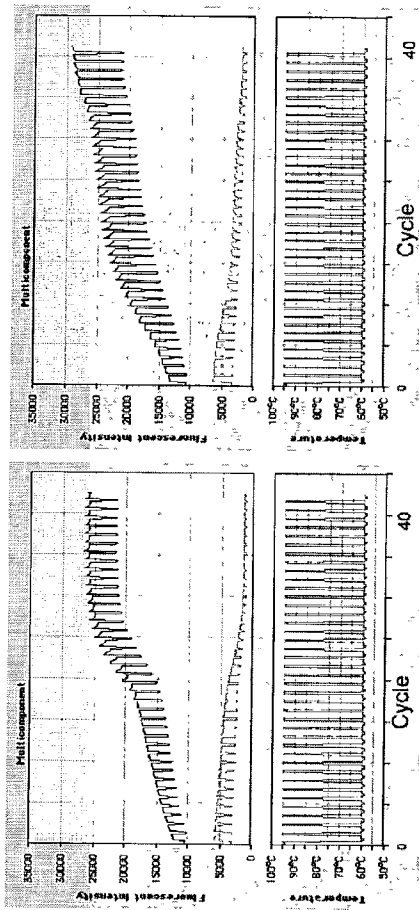 Multicomponent
Fluorescent Intensity
35000
30000
25000
20000
15000
10000
5000
0
Temperature
100°C
90°C
80°C
70°C
60°C
50°C
0
40
Cycle
Multicomponent
Fluorescent Intensity
35000
30000
25000
20000
15000
10000
5000
0
Temperature
100°C
90°C
80°C
70°C
60°C
50°C
0
40
Cycle